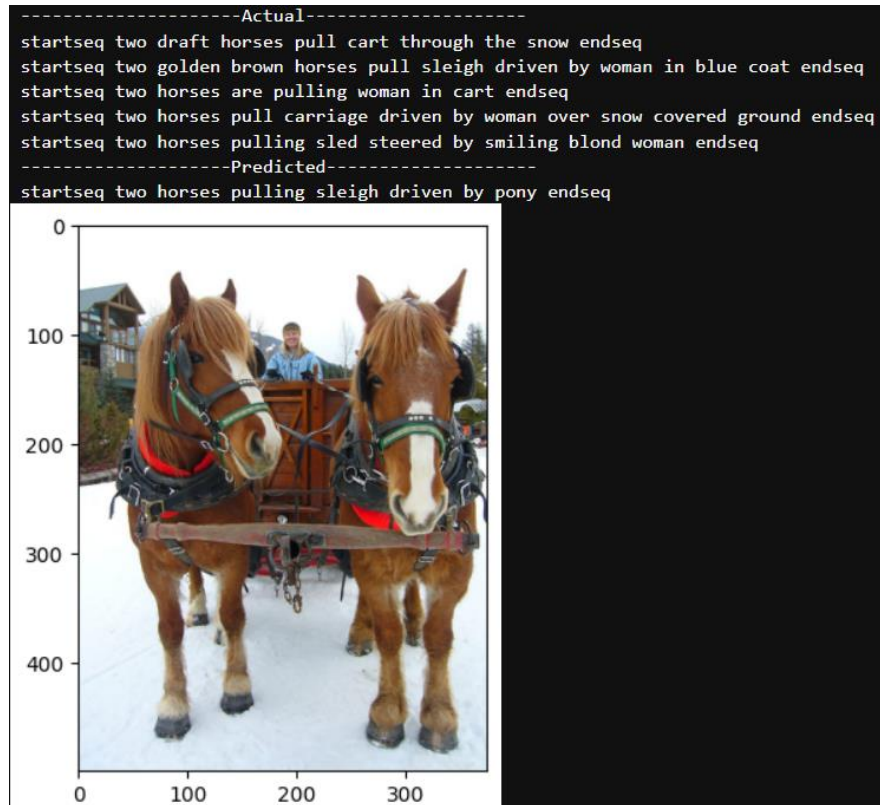 ---------------------Actual---------------------
startseq two draft horses pull cart through the snow endseq
startseq two golden brown horses pull sleigh driven by woman in blue coat endseq
startseq two horses are pulling woman in cart endseq
startseq two horses pull carriage driven by woman over snow covered ground endseq
startseq two horses pulling sled steered by smiling blond woman endseq
--------------------Predicted--------------------
startseq two horses pulling sleigh driven by pony endseq
0
100
200
300
400
0 100 200 300